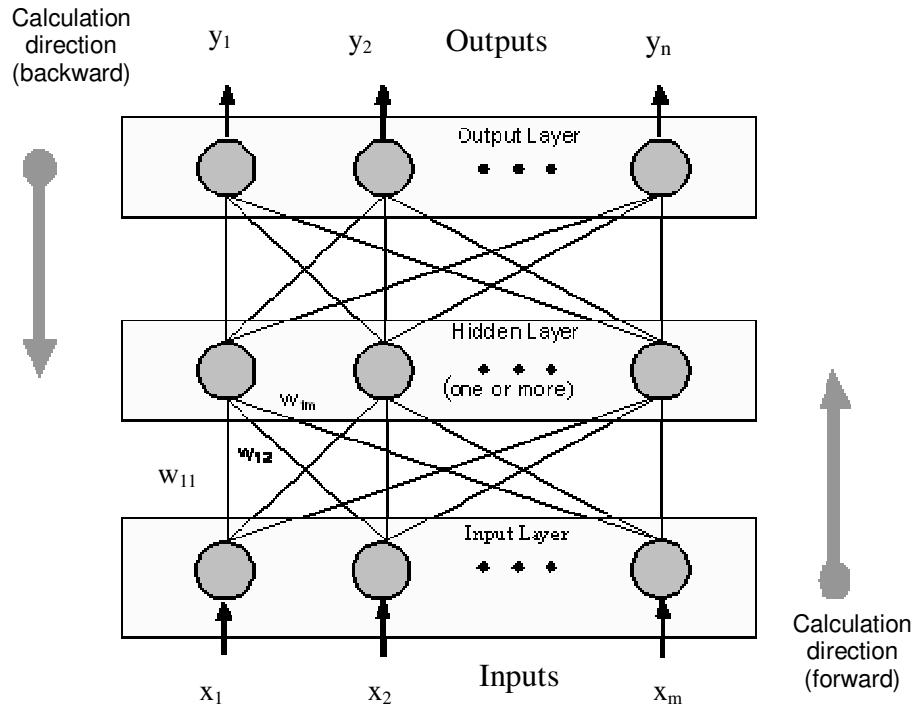 Calculation
direction
(backward)
y1
y2
Outputs
yn
Output Layer
Hidden Layer
(one or more)
w1m
w12
w11
Input Layer
Calculation
direction
(forward)
x1
x2
Inputs
xm